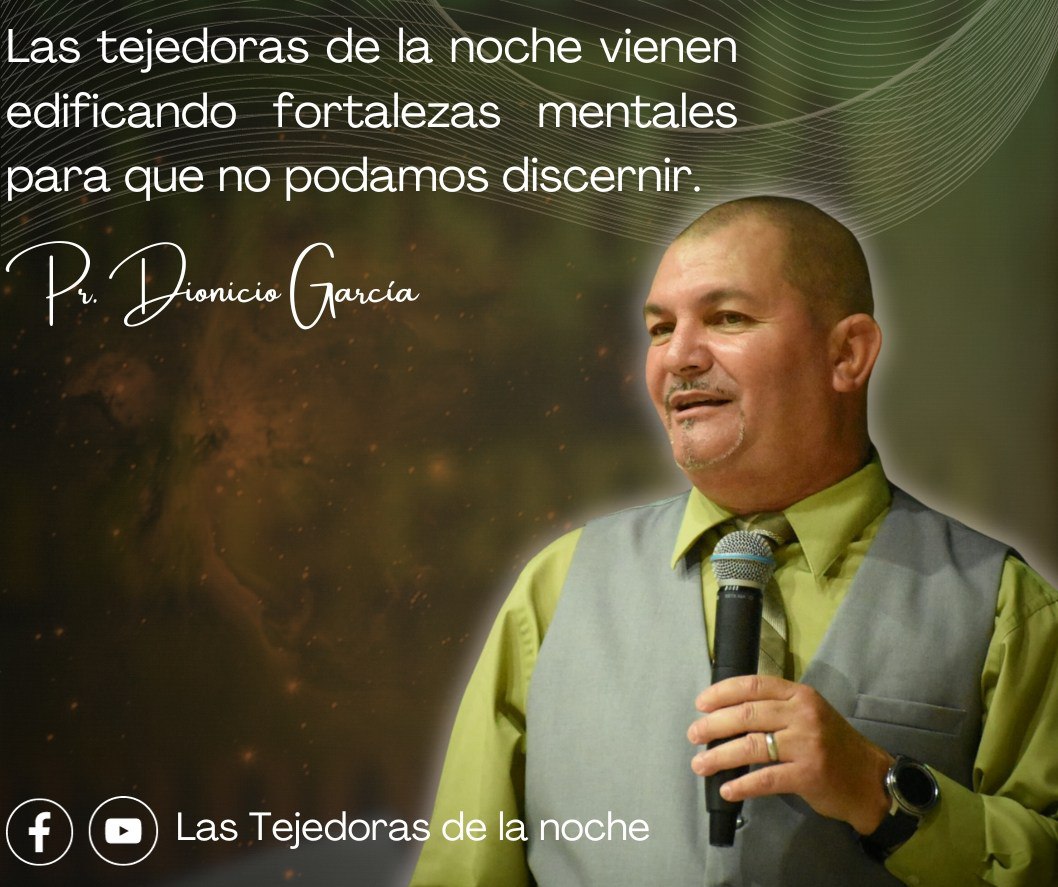 Las tejedoras de la noche vienen
edificando fortalezas mentales
para que no podamos discernir.
Pr. Dionicio García
Las Tejedoras de la noche